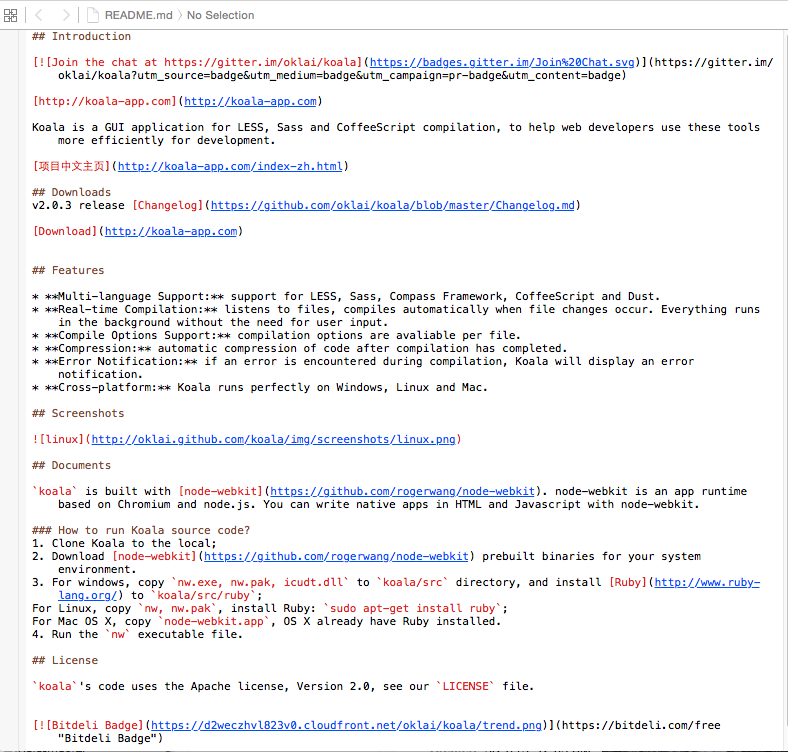 README.md 〉 No Selection
## Introduction
[![Join the chat at https://gitter.im/oklai/koala](https://badges.gitter.im/Join%20Chat.svg)](https://gitter.im/
oklai/koala?utm_source=badge&utm_medium=badge&utm_campaign=pr-badge&utm_content=badge)
[http://koala-app.com](http://koala-app.com)
Koala is a GUI application for LESS, Sass and CoffeeScript compilation, to help web developers use these tools
more efficiently for development.
[项目中文主页](http://koala-app.com/index-zh.html)
## Downloads
v2.0.3 release [Changelog](https://github.com/oklai/koala/blob/master/Changelog.md)
[Download](http://koala-app.com)
## Features
* **Multi-language Support:** support for LESS, Sass, Compass Framework, CoffeeScript and Dust.
* **Real-time Compilation:** listens to files, compiles automatically when file changes occur. Everything runs
in the background without the need for user input.
* **Compile Options Support:** compilation options are avaliable per file.
* **Compression:** automatic compression of code after compilation has completed.
* **Error Notification:** if an error is encountered during compilation, Koala will display an error
notification.
* **Cross-platform:** Koala runs perfectly on Windows, Linux and Mac.
## Screenshots
![linux](http://oklai.github.com/koala/img/screenshots/linux.png)
## Documents
`koala` is built with [node-webkit](https://github.com/rogerwang/node-webkit). node-webkit is an app runtime
based on Chromium and node.js. You can write native apps in HTML and Javascript with node-webkit.
### How to run Koala source code?
1. Clone Koala to the local;
2. Download [node-webkit](https://github.com/rogerwang/node-webkit) prebuilt binaries for your system
environment.
3. For windows, copy `nw.exe, nw.pak, icudt.dll` to `koala/src` directory, and install [Ruby](http://www.ruby-
lang.org/) to `koala/src/ruby`;
For Linux, copy `nw, nw.pak`, install Ruby: `sudo apt-get install ruby`;
For Mac OS X, copy `node-webkit.app`, OS X already have Ruby installed.
4. Run the `nw` executable file.
## License
`koala`'s code uses the Apache license, Version 2.0, see our `LICENSE` file.
[![Bitdeli Badge](https://d2weczhvl823v0.cloudfront.net/oklai/koala/trend.png)](https://bitdeli.com/free
"Bitdeli Badge")